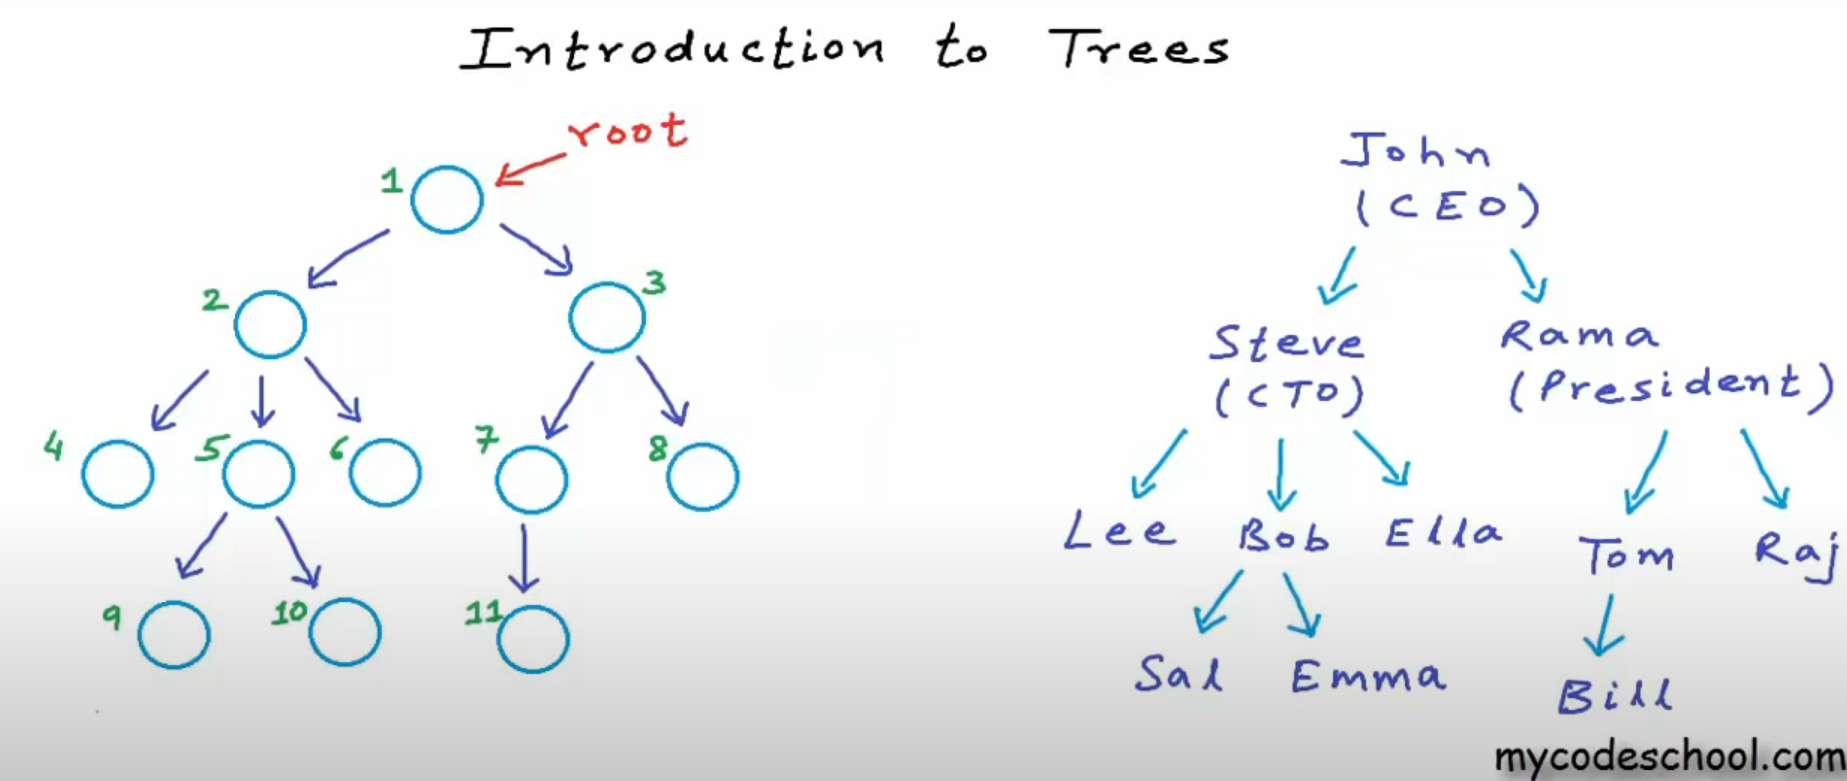 Introduction to Trees
root
1
2
3
4
5
6
7
8
9
10
11
John
(CEO)
Steve
(CTO)
Rama
(President)
Lee
Bob
Ella
Tom
Raj
Sal
Emma
Bill
mycodeschool.com